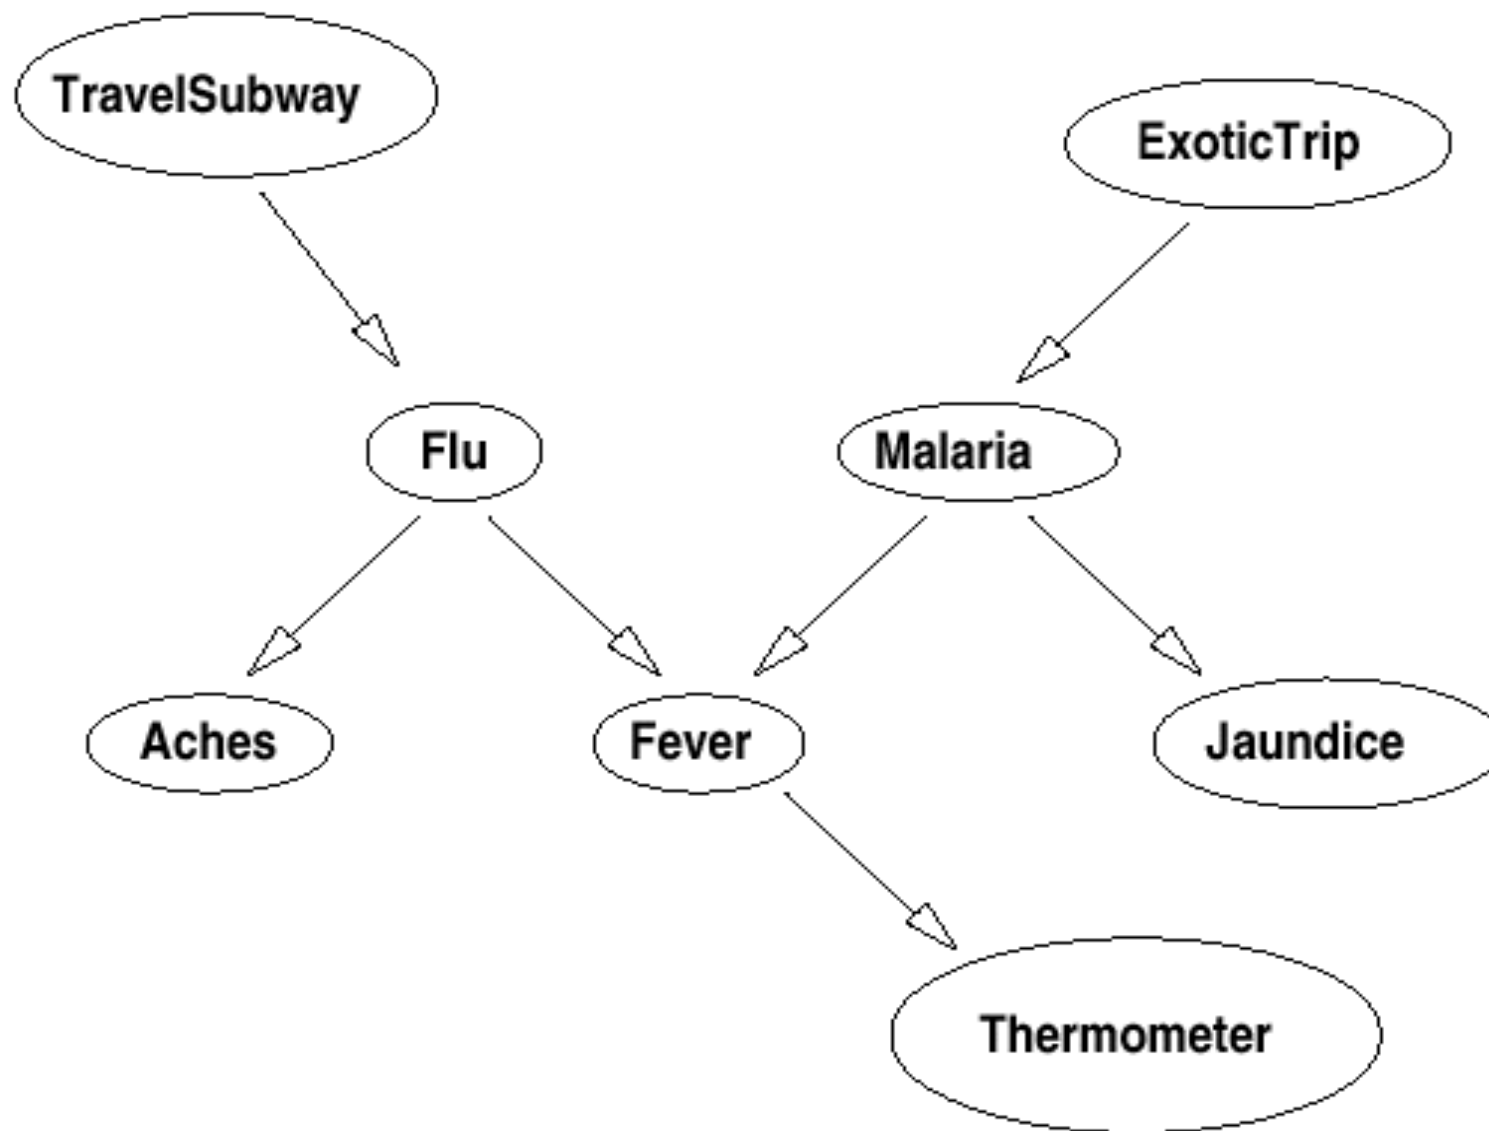 TravelSubway
ExoticTrip
Flu
Malaria
Aches
Fever
Jaundice
Thermometer